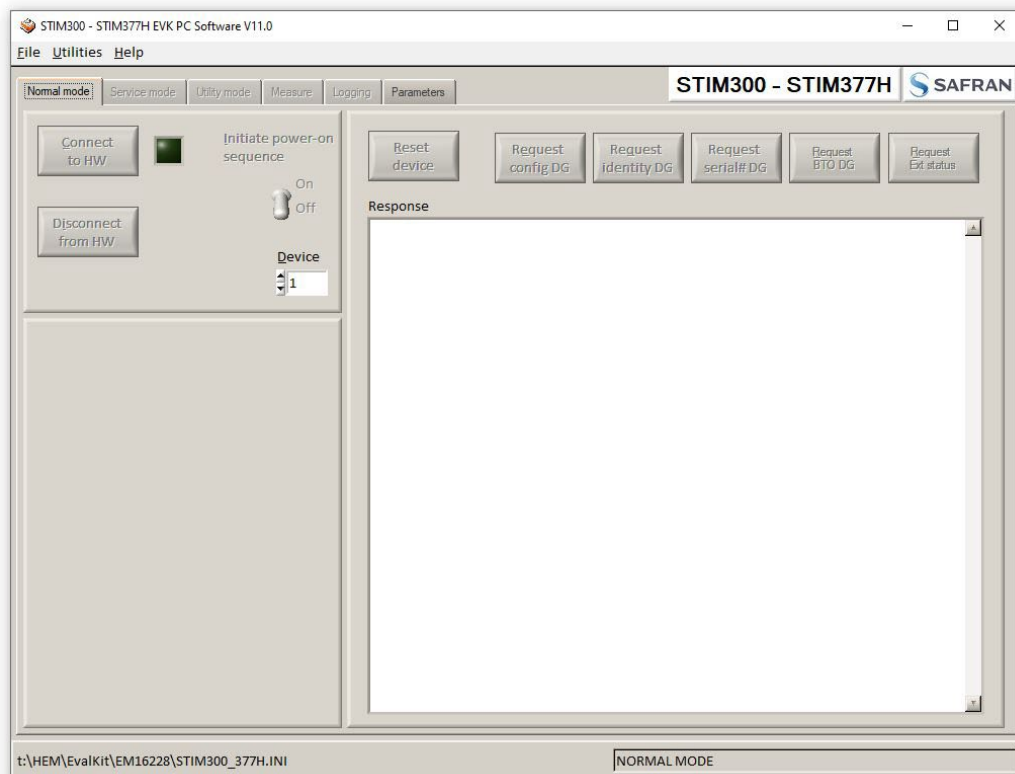 STIM300 - STIM377H EVK PC Software V11.0
File Utilities Help
Normal mode Service mode Utility mode Measure Logging Parameters
STIM300 - STIM377H SAFRAN
Connect
to HW
Initiate power-on
sequence
On
Off
Disconnect
from HW
Device
1
Reset
device
Request
config DG
Request
identity DG
Request
serial# DG
Request
BTO DG
Request
Ext status
Response
t:\HEM\EvalKit\EM16228\STIM300_377H.INI
NORMAL MODE